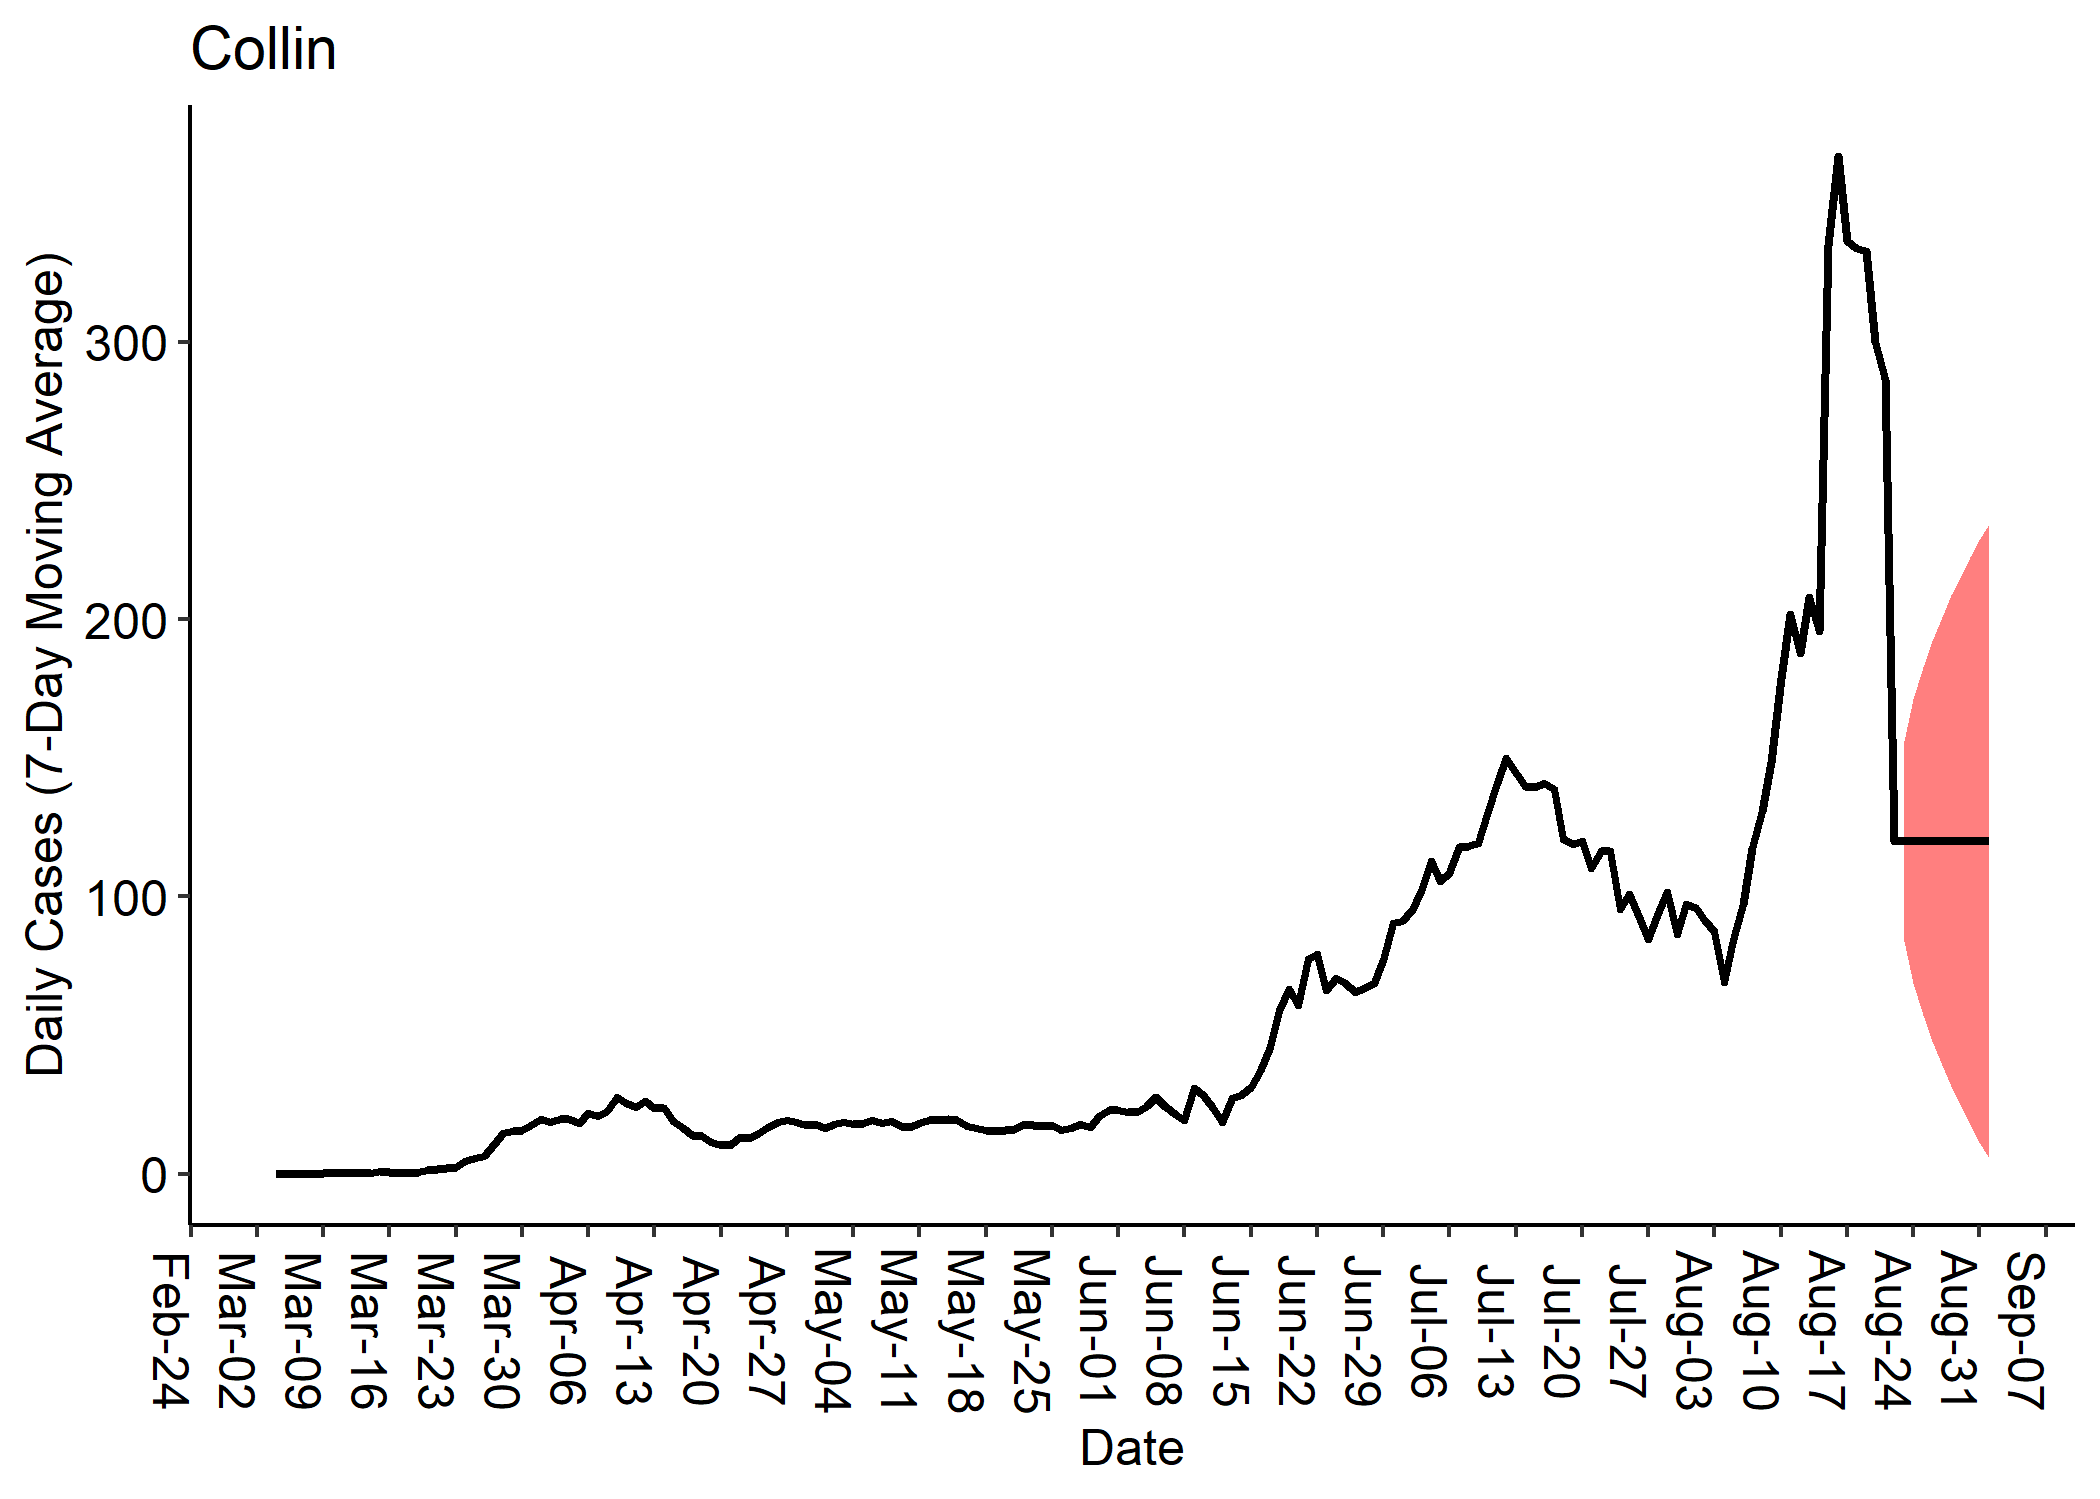 Collin
Daily Cases (7-Day Moving Average)
300
200
100
0
Feb-24
Mar-02
Mar-09
Mar-16
Mar-23
Mar-30
Apr-06
Apr-13
Apr-20
Apr-27
May-04
May-11
May-18
May-25
Jun-01
Jun-08
Jun-15
Jun-22
Jun-29
Jul-06
Jul-13
Jul-20
Jul-27
Aug-03
Aug-10
Aug-17
Aug-24
Aug-31
Sep-07
Date